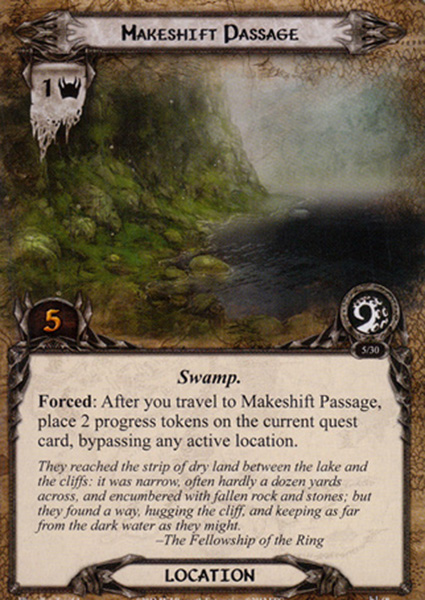 Makeshift Passage
1
5
5/30
Swamp.
Forced: After you travel to Makeshift Passage,
place 2 progress tokens on the current quest
card, bypassing any active location.
They reached the strip of dry land between the lake and
the cliffs: it was narrow, often hardly a dozen yards
across, and encumbered with fallen rock and stones; but
they found a way, hugging the cliff, and keeping as far
from the dark water as they might.
–The Fellowship of the Ring
LOCATION